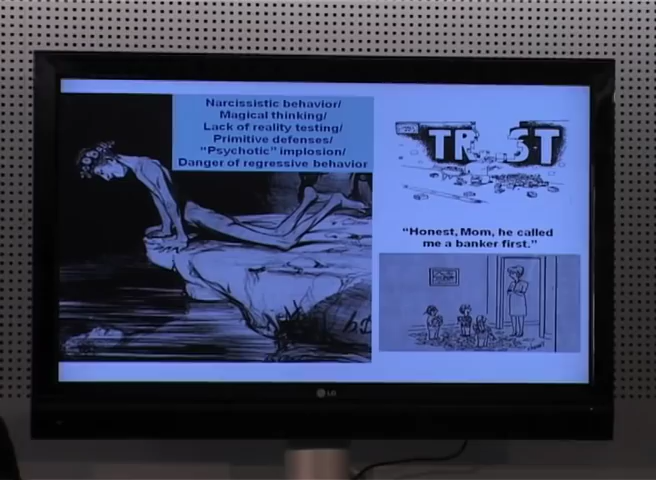 Narcissistic behavior/
Magical thinking/
Lack of reality testing/
Primitive defenses/
"Psychotic" implosion/
Danger of regressive behavior
TR ST
"Honest, Mom, he called
me a banker first."
LG